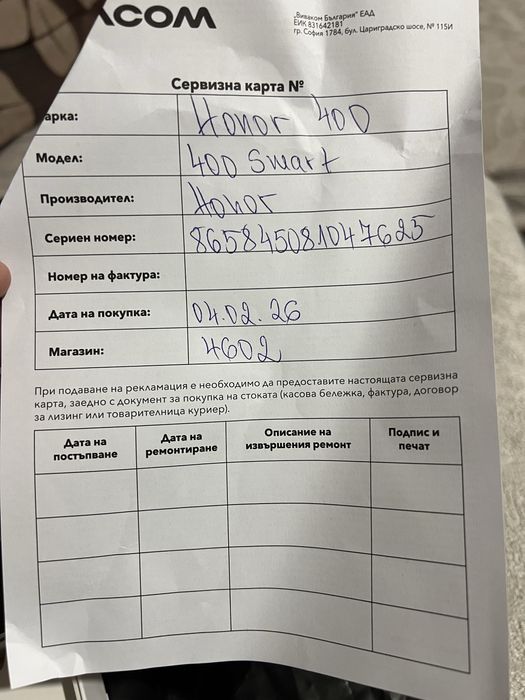 ACOM
„Виваком България" ЕАД
ЕИК 831642181
гр. София 1784, бул. Цариградско шосе, № 115И
Сервизна карта №
арка: Honor 400
Модел: 400 Smart
Производител: Honor
Сериен номер: 865845081047625
Номер на фактура:
Дата на покупка: 04.02.26
Магазин: 4602
При подаване на рекламация е необходимо да предоставите настоящата сервизна
карта, заедно с документ за покупка на стоката (касова бележка, фактура, договор
за лизинг или товарителница куриер).
Дата на постъпване
Дата на ремонтиране
Описание на извършения ремонт
Подпис и печат